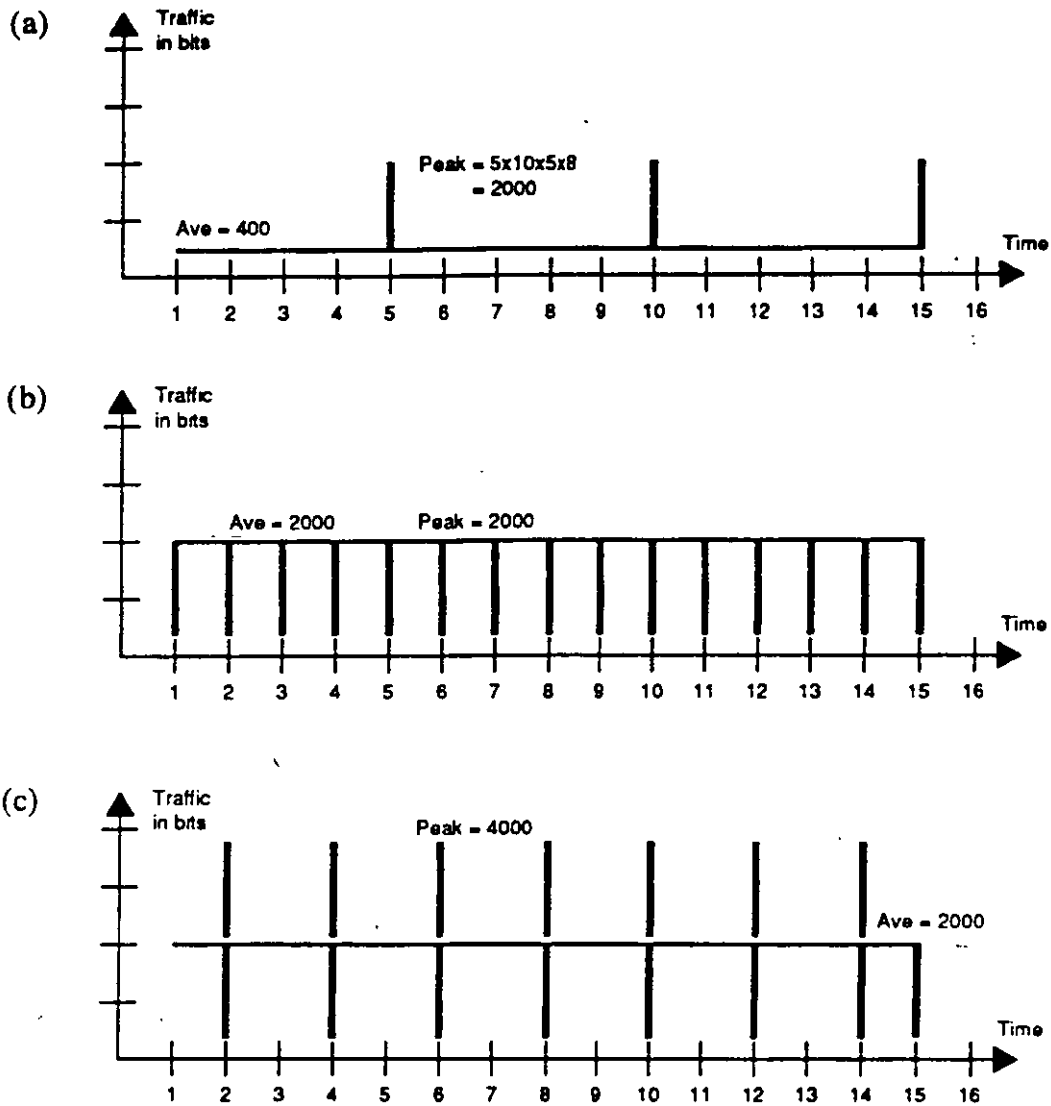 (a)
Traffic
in bits
Peak = 5x10x5x8
= 2000
Ave = 400
Time
1 2 3 4 5 6 7 8 9 10 11 12 13 14 15 16
(b)
Traffic
in bits
Ave = 2000 Peak = 2000
Time
1 2 3 4 5 6 7 8 9 10 11 12 13 14 15 16
(c)
Traffic
in bits
Peak = 4000
Ave = 2000
Time
1 2 3 4 5 6 7 8 9 10 11 12 13 14 15 16